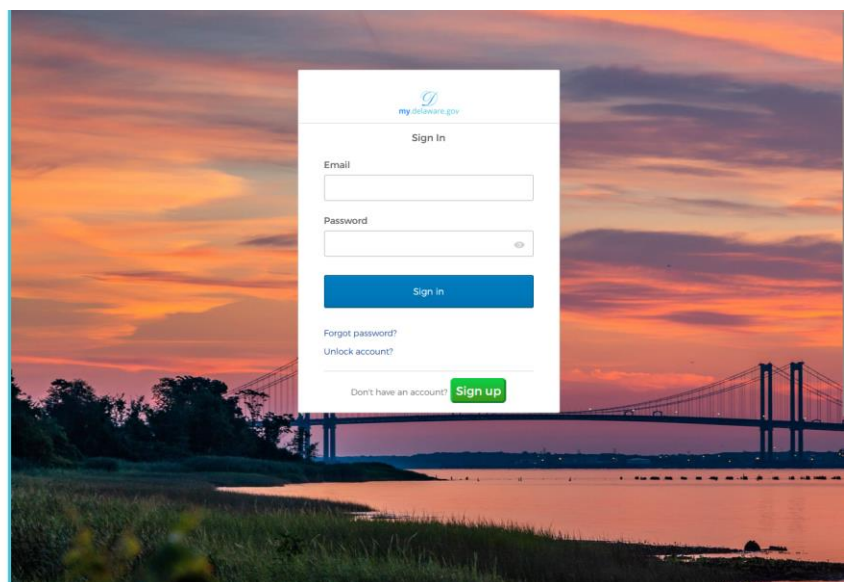 D
my.delaware.gov
Sign In
Email
Password
Sign in
Forgot password?
Unlock account?
Don't have an account? Sign up